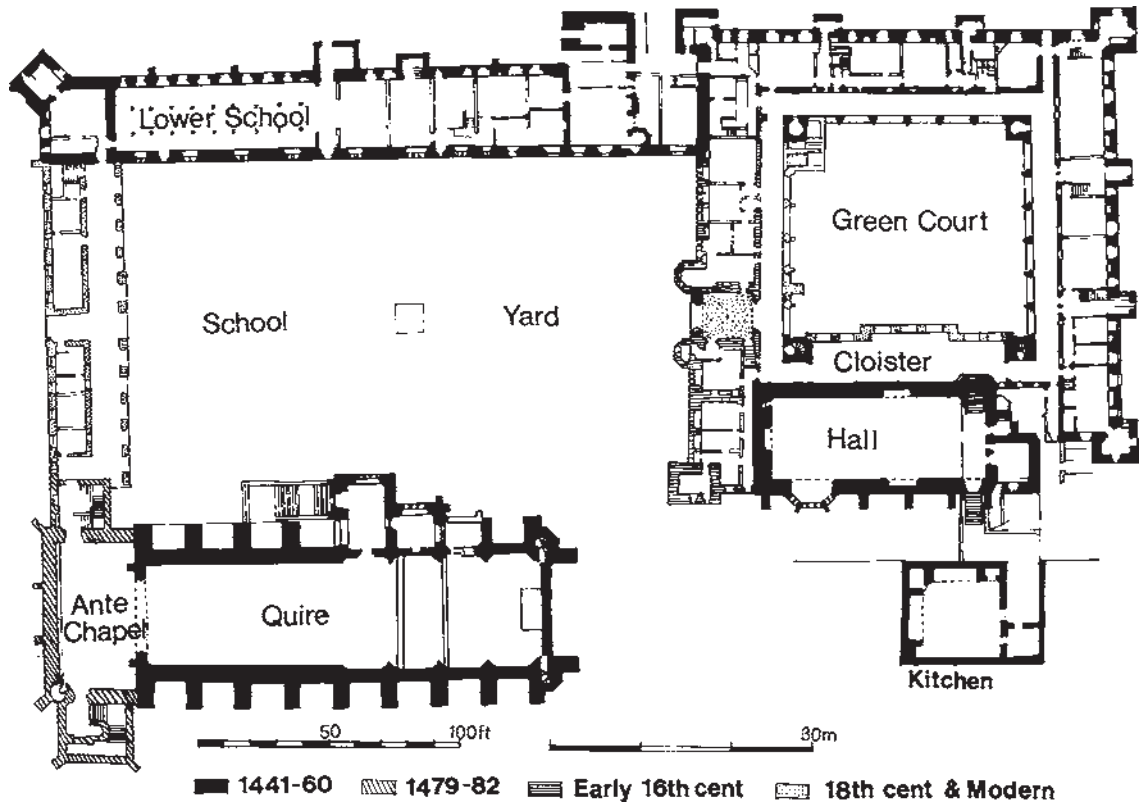 Lower School
Green Court
School Yard
Cloister
Hall
Ante Chapel
Quire
Kitchen
50 100ft
30m
1441-60 1479-82 Early 16th cent 18th cent & Modern